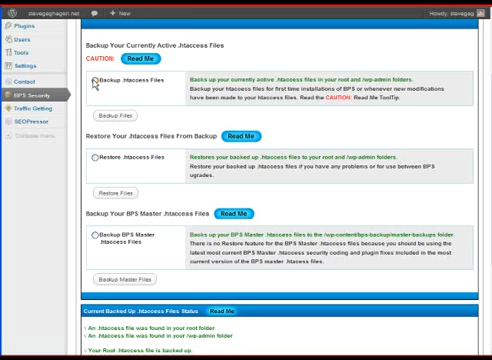 stevegaghagen.net
+ New
Howdy, stevegag
Plugins
Users
Tools
Settings
Contact
BPS Security
Traffic Getting
SEOPressor
Collapse menu
Backup Your Currently Active .htaccess Files
CAUTION: Read Me
Backup .htaccess Files
Backs up your currently active .htaccess files in your root and /wp-admin folders.
Backup your htaccess files for first time installations of BPS or whenever new modifications
have been made to your htaccess files. Read the CAUTION: Read Me ToolTip.
Backup Files
Restore Your .htaccess Files From Backup Read Me
Restore .htaccess Files
Restores your backed up .htaccess files to your root and /wp-admin folders.
Restore your backed up .htaccess files if you have any problems or for use between BPS
ugrades.
Restore Files
Backup Your BPS Master .htaccess Files Read Me
Backup BPS Master
.htaccess Files
Backs up your BPS Master .htaccess files to the /wp-content/bps-backup/master-backups folder.
There is no Restore feature for the BPS Master .htaccess files because you should be using the
latest most current BPS Master .htaccess security coding and plugin fixes included in the most
current version of the BPS master .htaccess files.
Backup Master Files
Current Backed Up .htaccess Files Status Read Me
An .htaccess file was found in your root folder
An .htaccess file was found in your /wp-admin folder
Your Root .htaccess file is backed up.